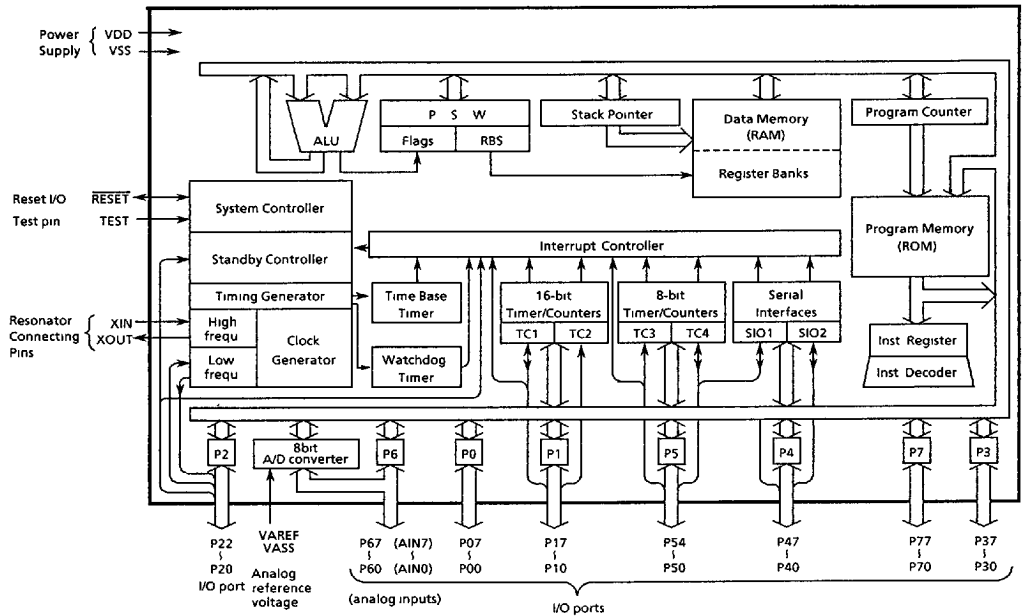 Power VDD
Supply VSS
ALU
P S W
Flags RBS
Stack Pointer
Data Memory
(RAM)
Register Banks
Program Counter
Reset I/O RESET
Test pin TEST
System Controller
Standby Controller
Interrupt Controller
Program Memory
(ROM)
Timing Generator
Time Base
Timer
16-bit
Timer/Counters
TC1 TC2
8-bit
Timer/Counters
TC3 TC4
Serial
Interfaces
SIO1 SIO2
Resonator
Connecting
Pins
XIN
XOUT
High
frequ
Low
frequ
Clock
Generator
Watchdog
Timer
Inst Register
Inst Decoder
P2
8bit
A/D converter
P6
P0
P1
P5
P4
P7
P3
P22
~
P20
I/O port
VAREF
VASS
Analog
reference
voltage
P67 (AIN7)
~ ~
P60 (AIN0)
(analog inputs)
P07
~
P00
P17
~
P10
P54
~
P50
P47
~
P40
P77
~
P70
P37
~
P30
I/O ports